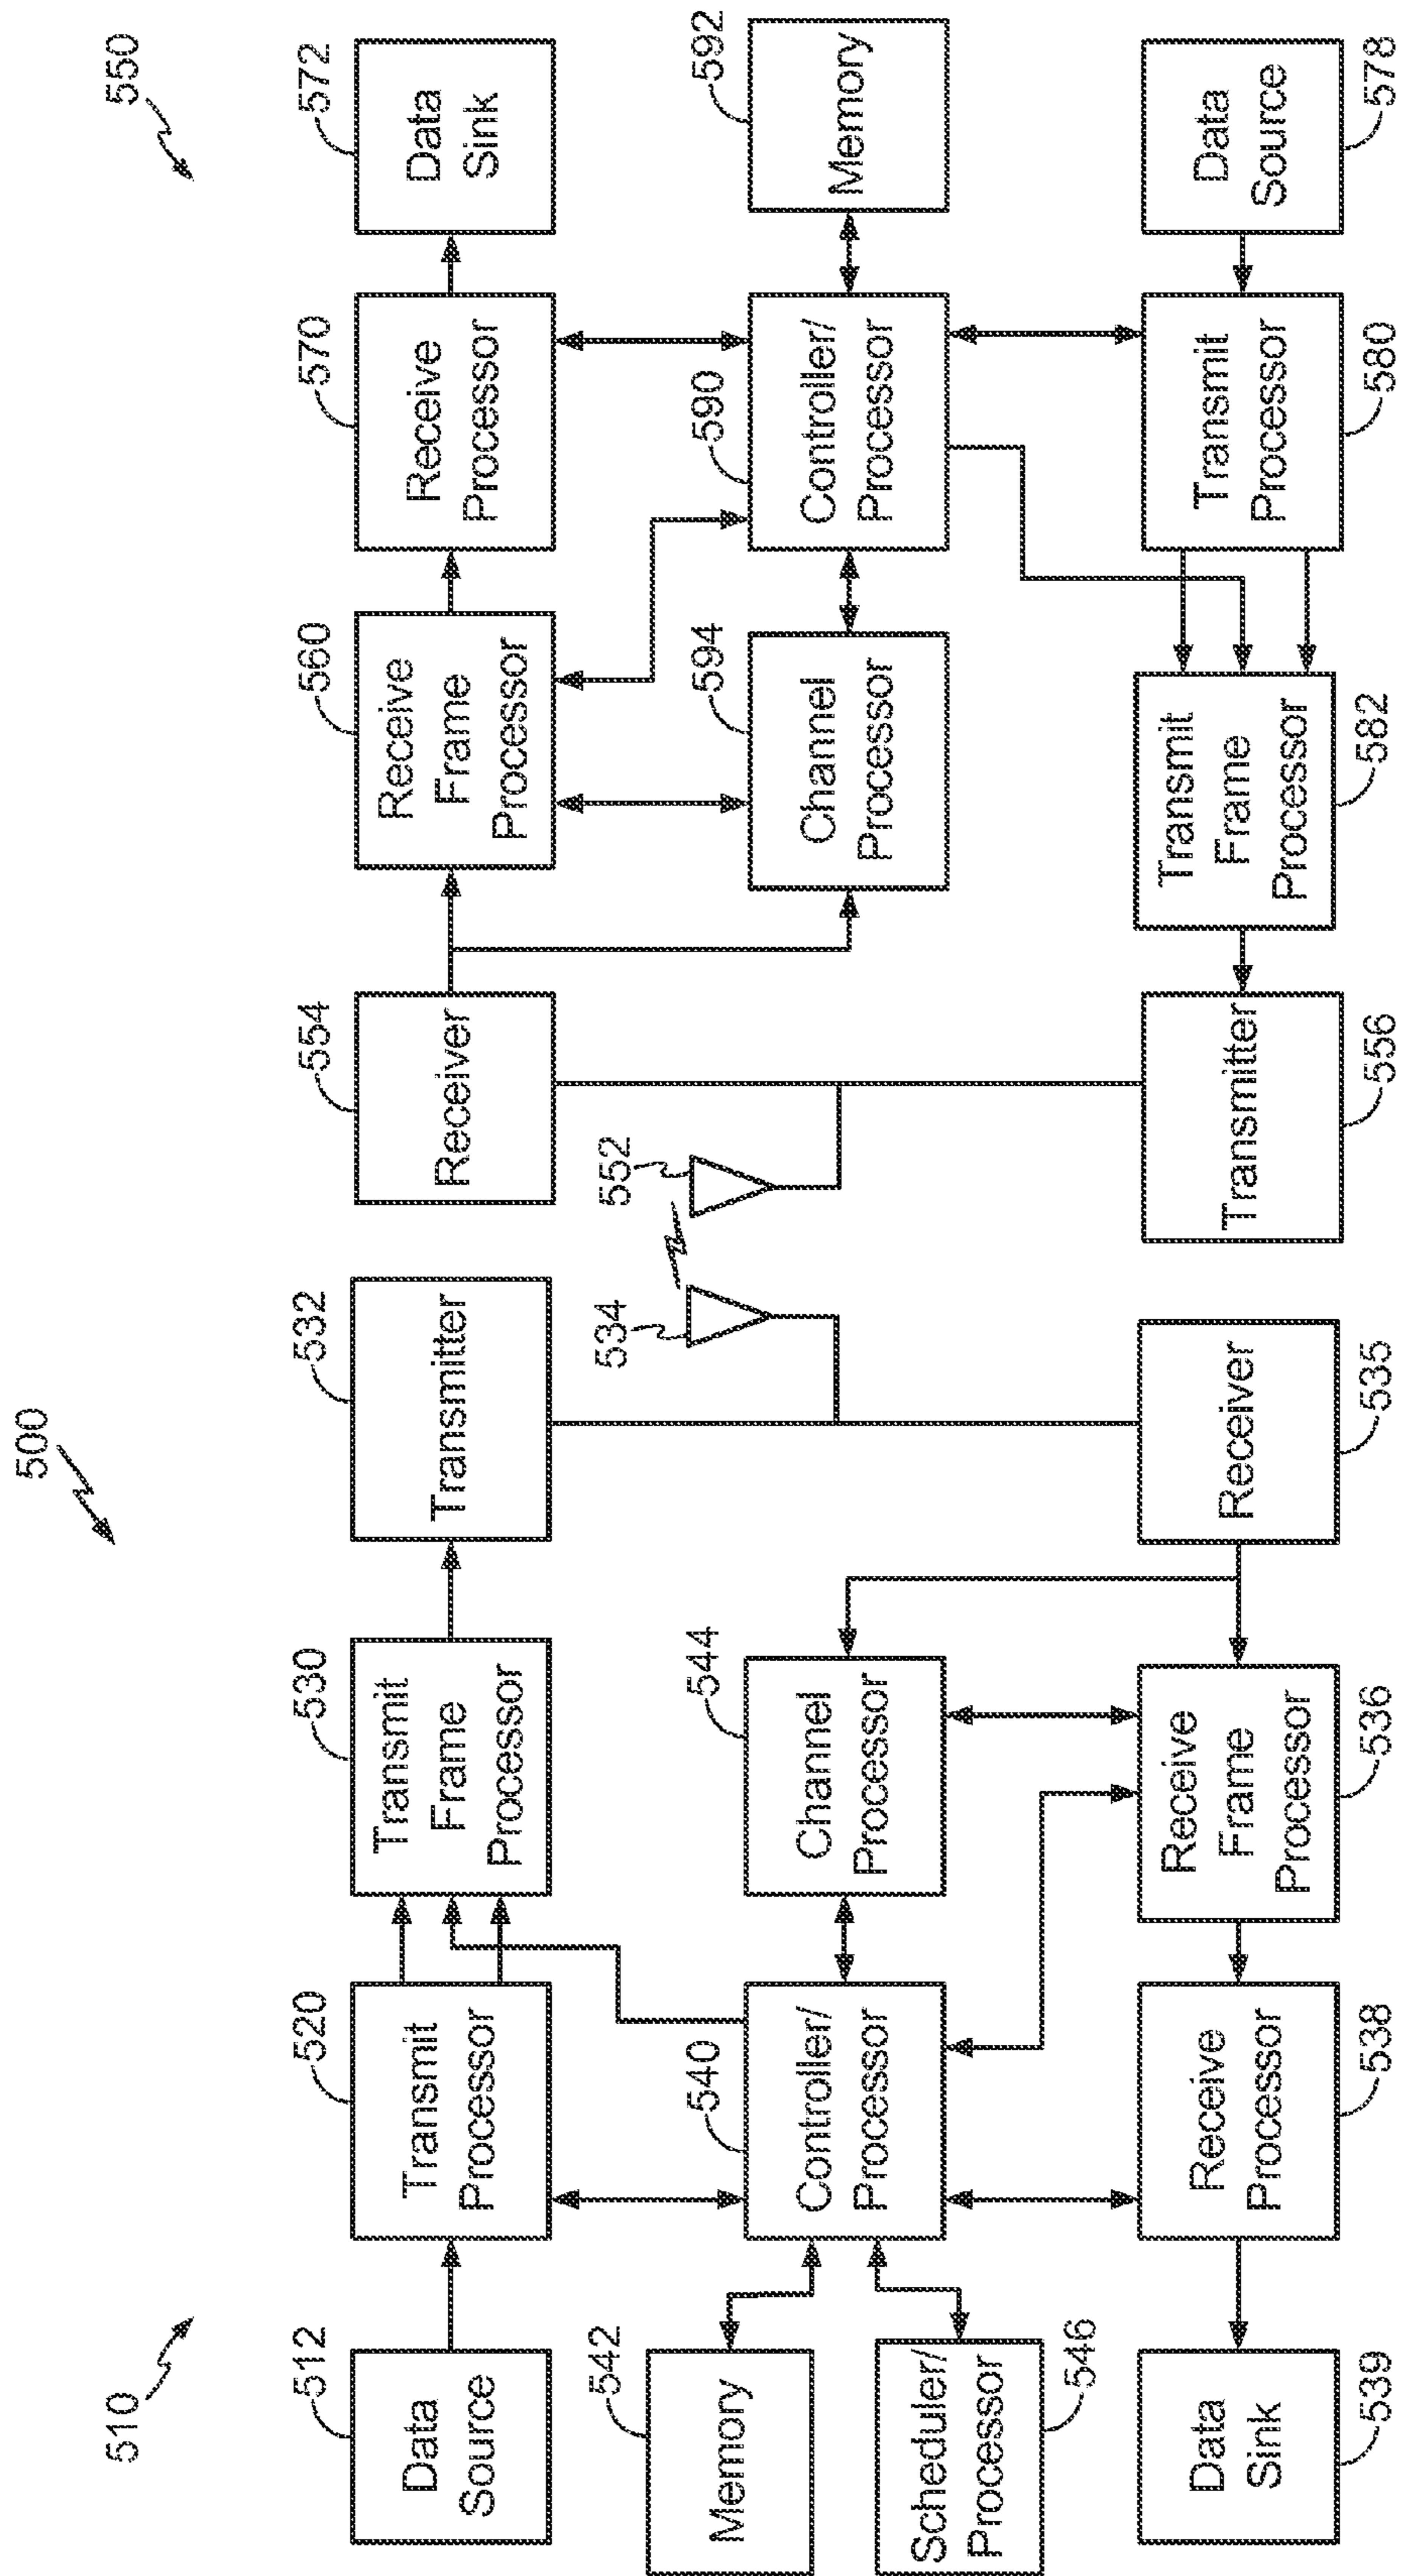 500
510
550
512
Data
Source
520
Transmit
Processor
530
Transmit
Frame
Processor
532
Transmitter
554
Receiver
560
Receive
Frame
Processor
570
Receive
Processor
572
Data
Sink
534
552
542
Memory
540
Controller/
Processor
544
Channel
Processor
594
Channel
Processor
590
Controller/
Processor
592
Memory
Scheduler/
Processor
546
Data
Sink
539
Receive
Processor
538
Receive
Frame
Processor
536
Receiver
535
Transmitter
556
Transmit
Frame
Processor
582
Transmit
Processor
580
Data
Source
578